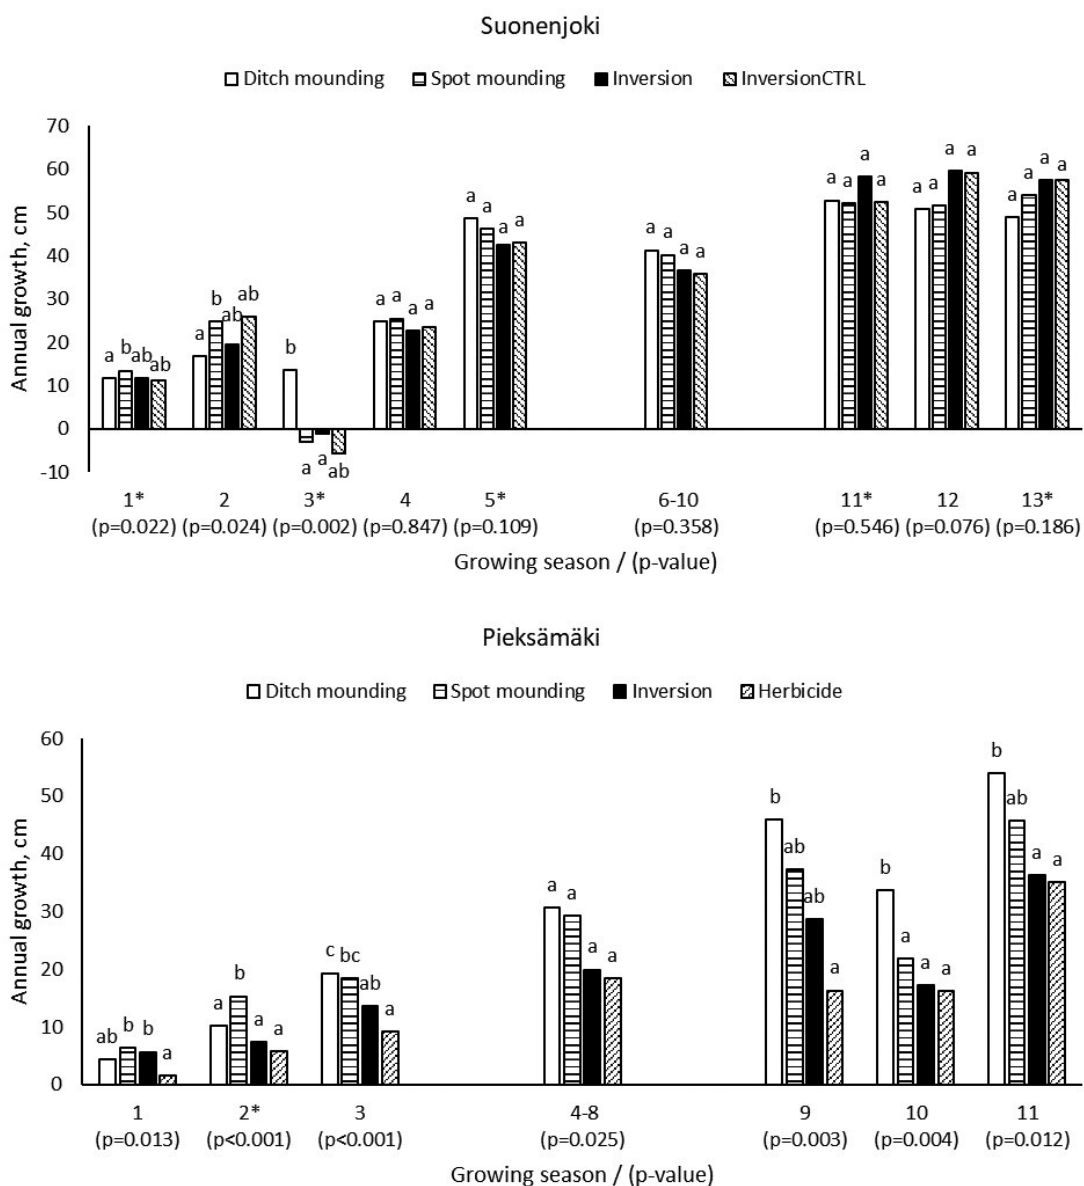 Suonenjoki
Ditch mounding Spot mounding Inversion InversionCTRL
Annual growth, cm
70
60
50
40
30
20
10
0
-10
a b ab ab
a b ab ab
b a a ab
a a a a
a a a a
a a a a
a a a a
a a a a
a a a a
1* 2 3* 4 5* 6-10 11* 12 13*
(p=0.022) (p=0.024) (p=0.002) (p=0.847) (p=0.109) (p=0.358) (p=0.546) (p=0.076) (p=0.186)
Growing season / (p-value)
Pieksämäki
Ditch mounding Spot mounding Inversion Herbicide
Annual growth, cm
60
50
40
30
20
10
0
ab b b a
a b a a
c bc ab a
a a a a
b ab ab a
b a a a
b ab a a
1 2* 3 4-8 9 10 11
(p=0.013) (p<0.001) (p<0.001) (p=0.025) (p=0.003) (p=0.004) (p=0.012)
Growing season / (p-value)